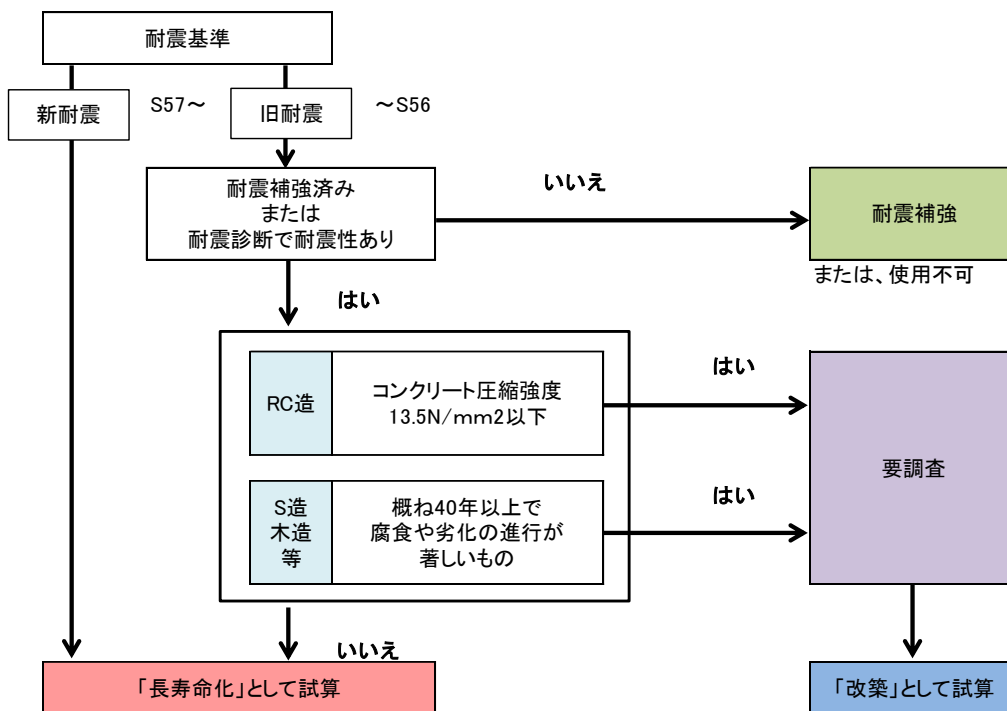 耐震基準
新耐震
S57～
旧耐震
～S56
耐震補強済み
または
耐震診断で耐震性あり
いいえ
耐震補強
または、使用不可
はい
RC造
コンクリート圧縮強度
13.5N/mm2以下
はい
要調査
S造
木造
等
概ね40年以上で
腐食や劣化の進行が
著しいもの
はい
いいえ
「長寿命化」として試算
「改築」として試算